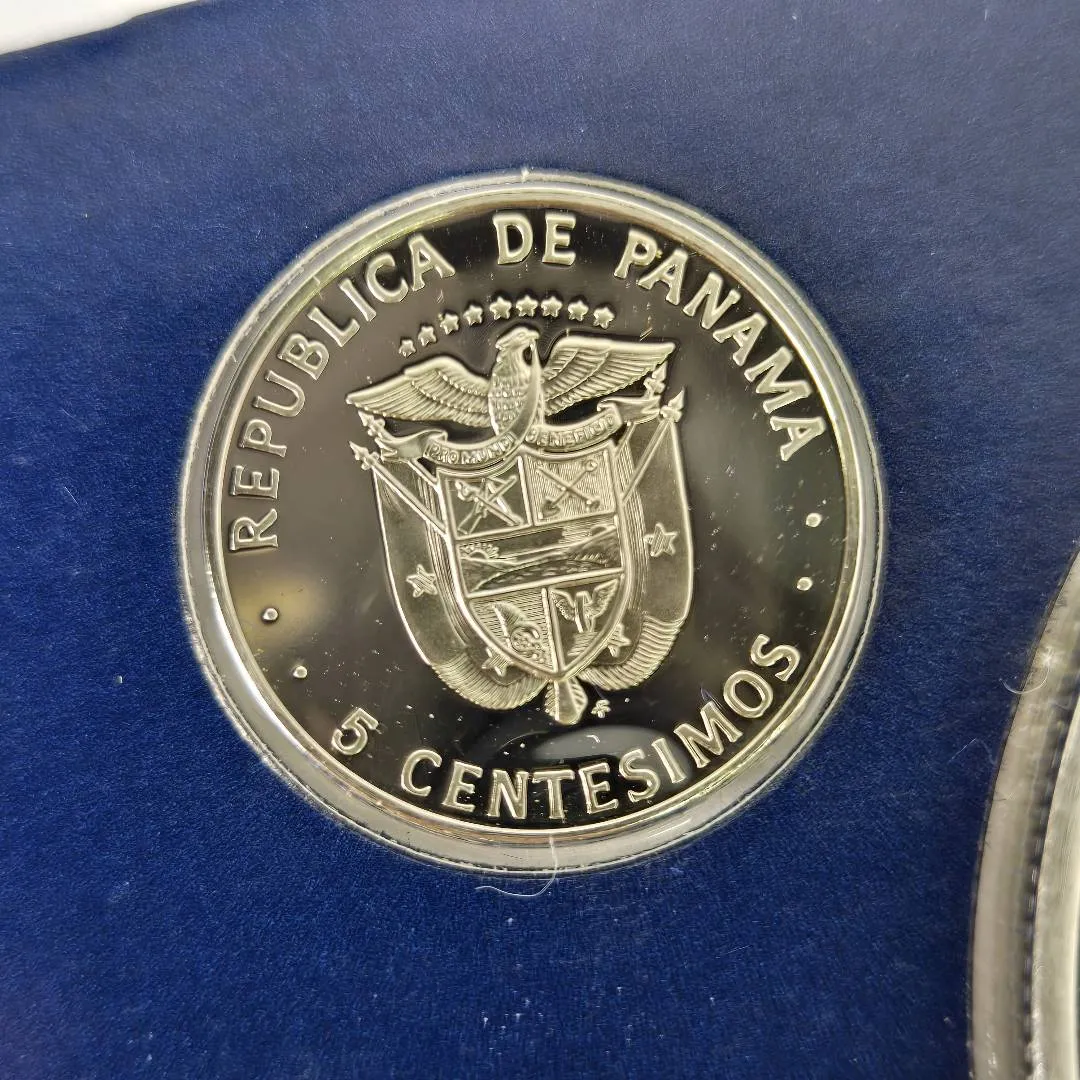 REPUBLICA DE PANAMA
PRO MUNDI BENEFICIO
5 CENTESIMOS